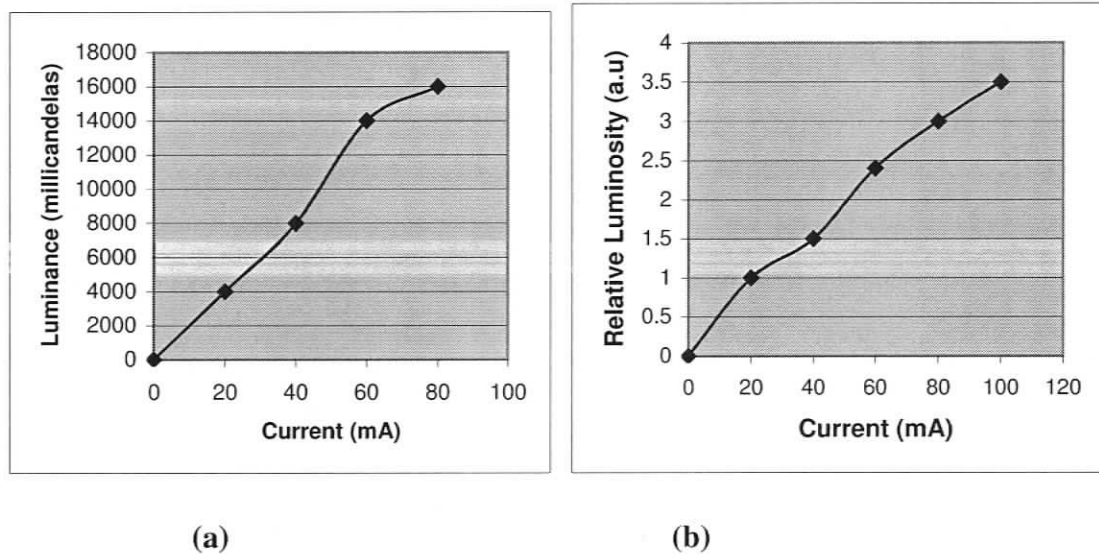 18000
16000
14000
12000
10000
8000
6000
4000
2000
0
Luminance (millicandelas)
0 20 40 60 80 100
Current (mA)
4
3.5
3
2.5
2
1.5
1
0.5
0
Relative Luminosity (a.u)
0 20 40 60 80 100 120
Current (mA)
(a) (b)